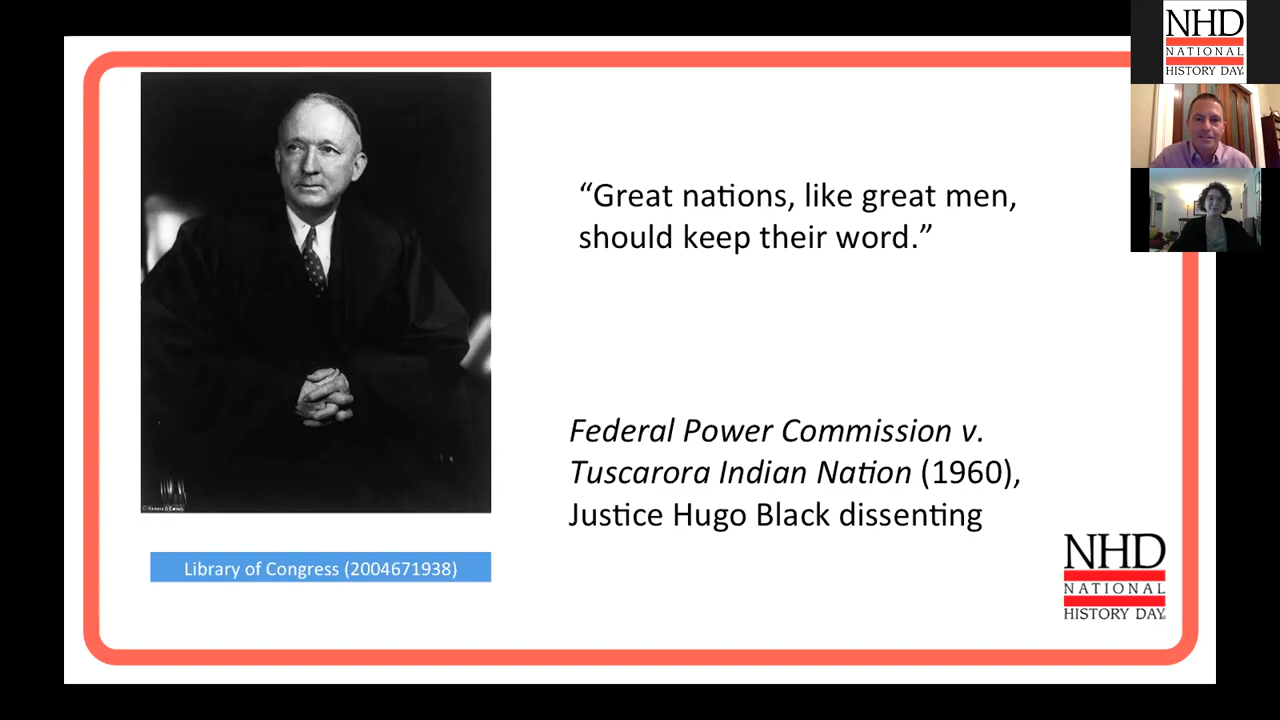 NHD
NATIONAL
HISTORY DAY
“Great nations, like great men,
should keep their word.”
Federal Power Commission v.
Tuscarora Indian Nation (1960),
Justice Hugo Black dissenting
Library of Congress (2004671938)
NHD
NATIONAL
HISTORY DAY